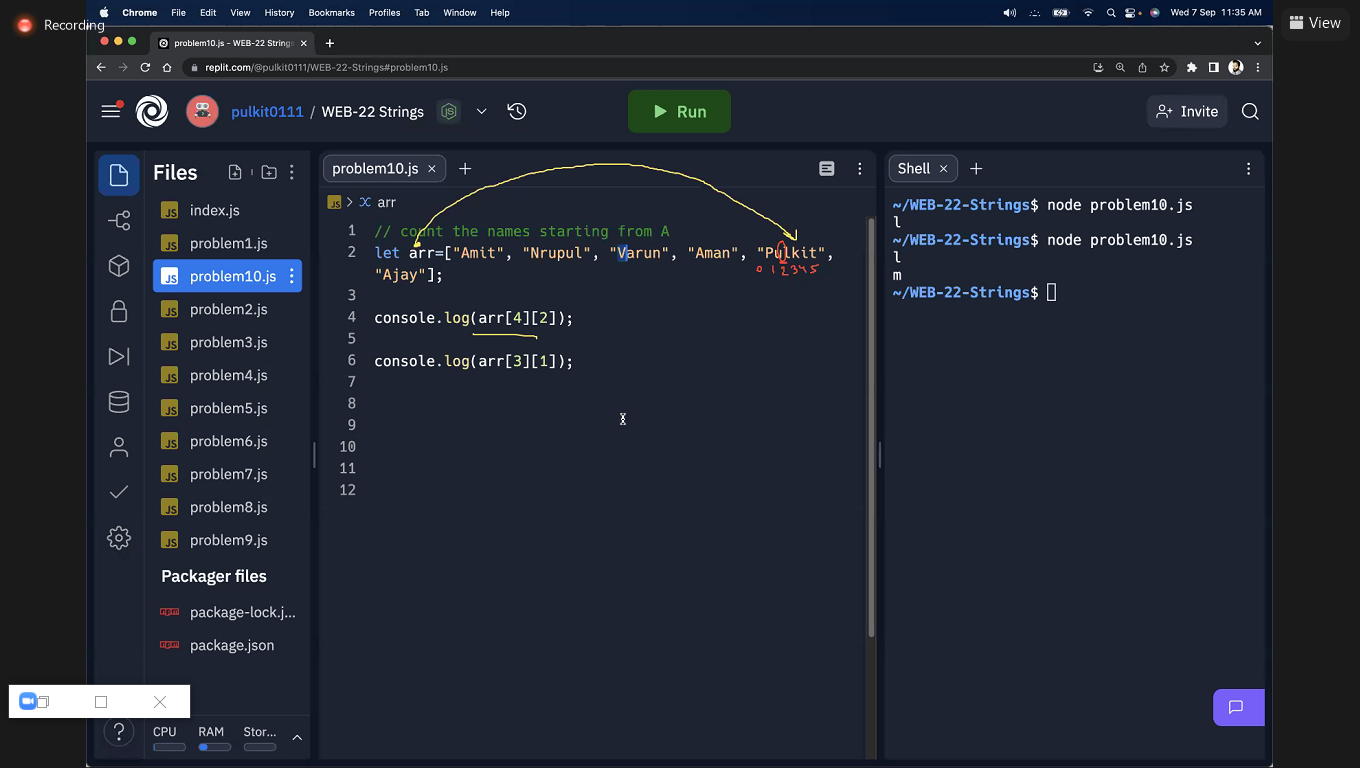 Recording
Chrome File Edit View History Bookmarks Profiles Tab Window Help
Wed 7 Sep 11:35 AM
View
problem10.js - WEB-22 Strings
replit.com/@pulkit0111/WEB-22-Strings#problem10.js
pulkit0111 / WEB-22 Strings
Run
Invite
Files
index.js
problem1.js
problem10.js
problem2.js
problem3.js
problem4.js
problem5.js
problem6.js
problem7.js
problem8.js
problem9.js
Packager files
package-lock.j...
package.json
CPU RAM Stor...
problem10.js
JS > arr
1 // count the names starting from A
2 let arr=["Amit", "Nrupul", "Varun", "Aman", "Pulkit",
0 1 2 3 4 5
"Ajay"];
3
4 console.log(arr[4][2]);
5
6 console.log(arr[3][1]);
7
8
9
10
11
12
Shell
~/WEB-22-Strings$ node problem10.js
l
~/WEB-22-Strings$ node problem10.js
l
m
~/WEB-22-Strings$